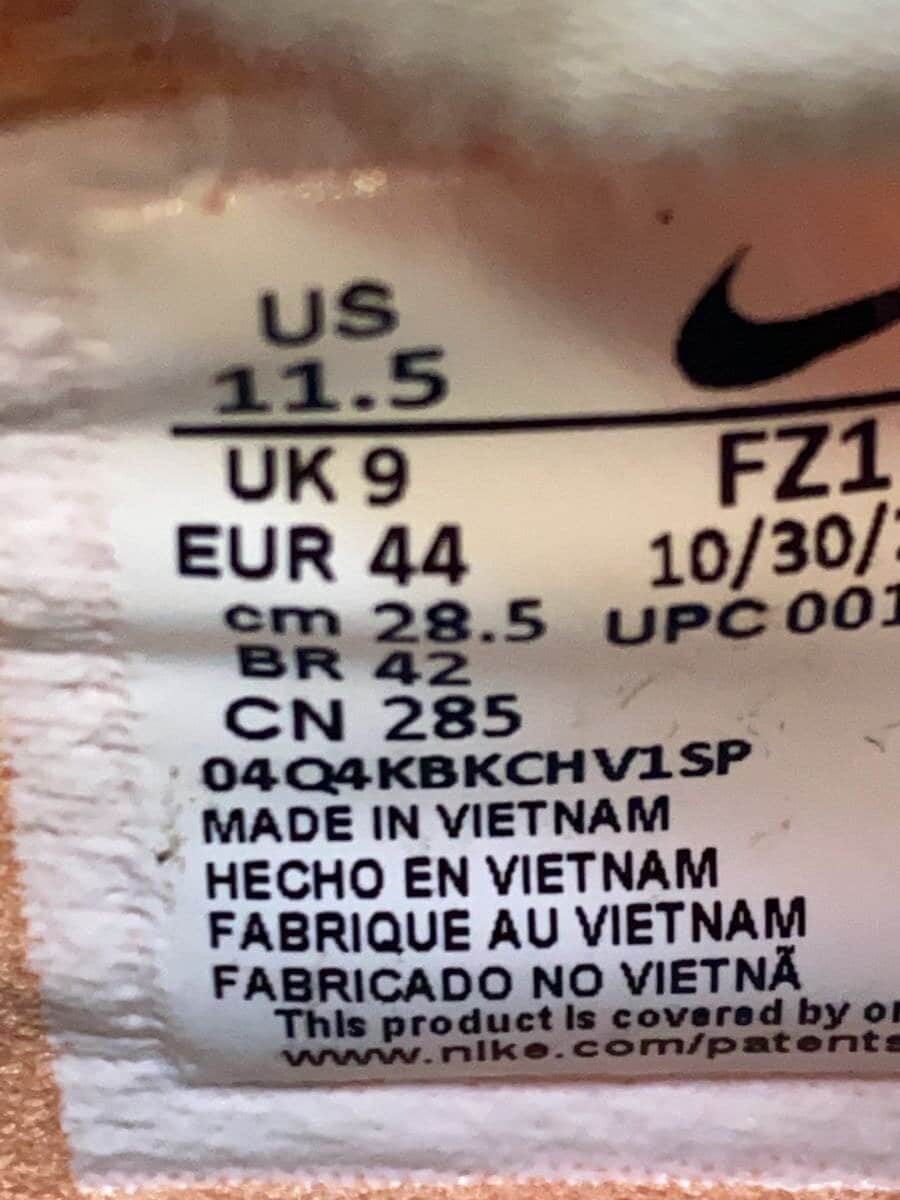 US
11.5
UK 9
FZ1
EUR 44
10/30/
cm 28.5
UPC 001
BR 42
CN 285
04Q4KBKCHV1SP
MADE IN VIETNAM
HECHO EN VIETNAM
FABRIQUE AU VIETNAM
FABRICADO NO VIETNÃ
This product is covered by or
www.nike.com/patents